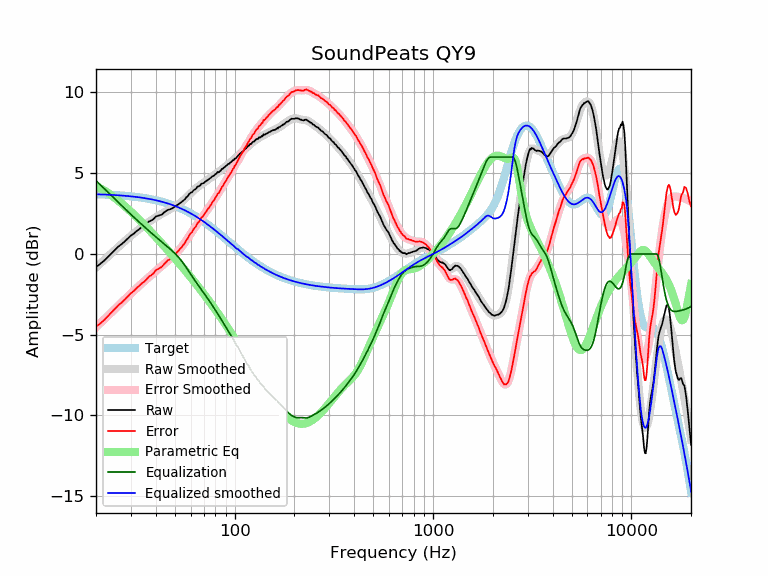 SoundPeats QY9
Amplitude (dBr)
10
5
0
−5
−10
−15
Target
Raw Smoothed
Error Smoothed
Raw
Error
Parametric Eq
Equalization
Equalized smoothed
100
1000
10000
Frequency (Hz)